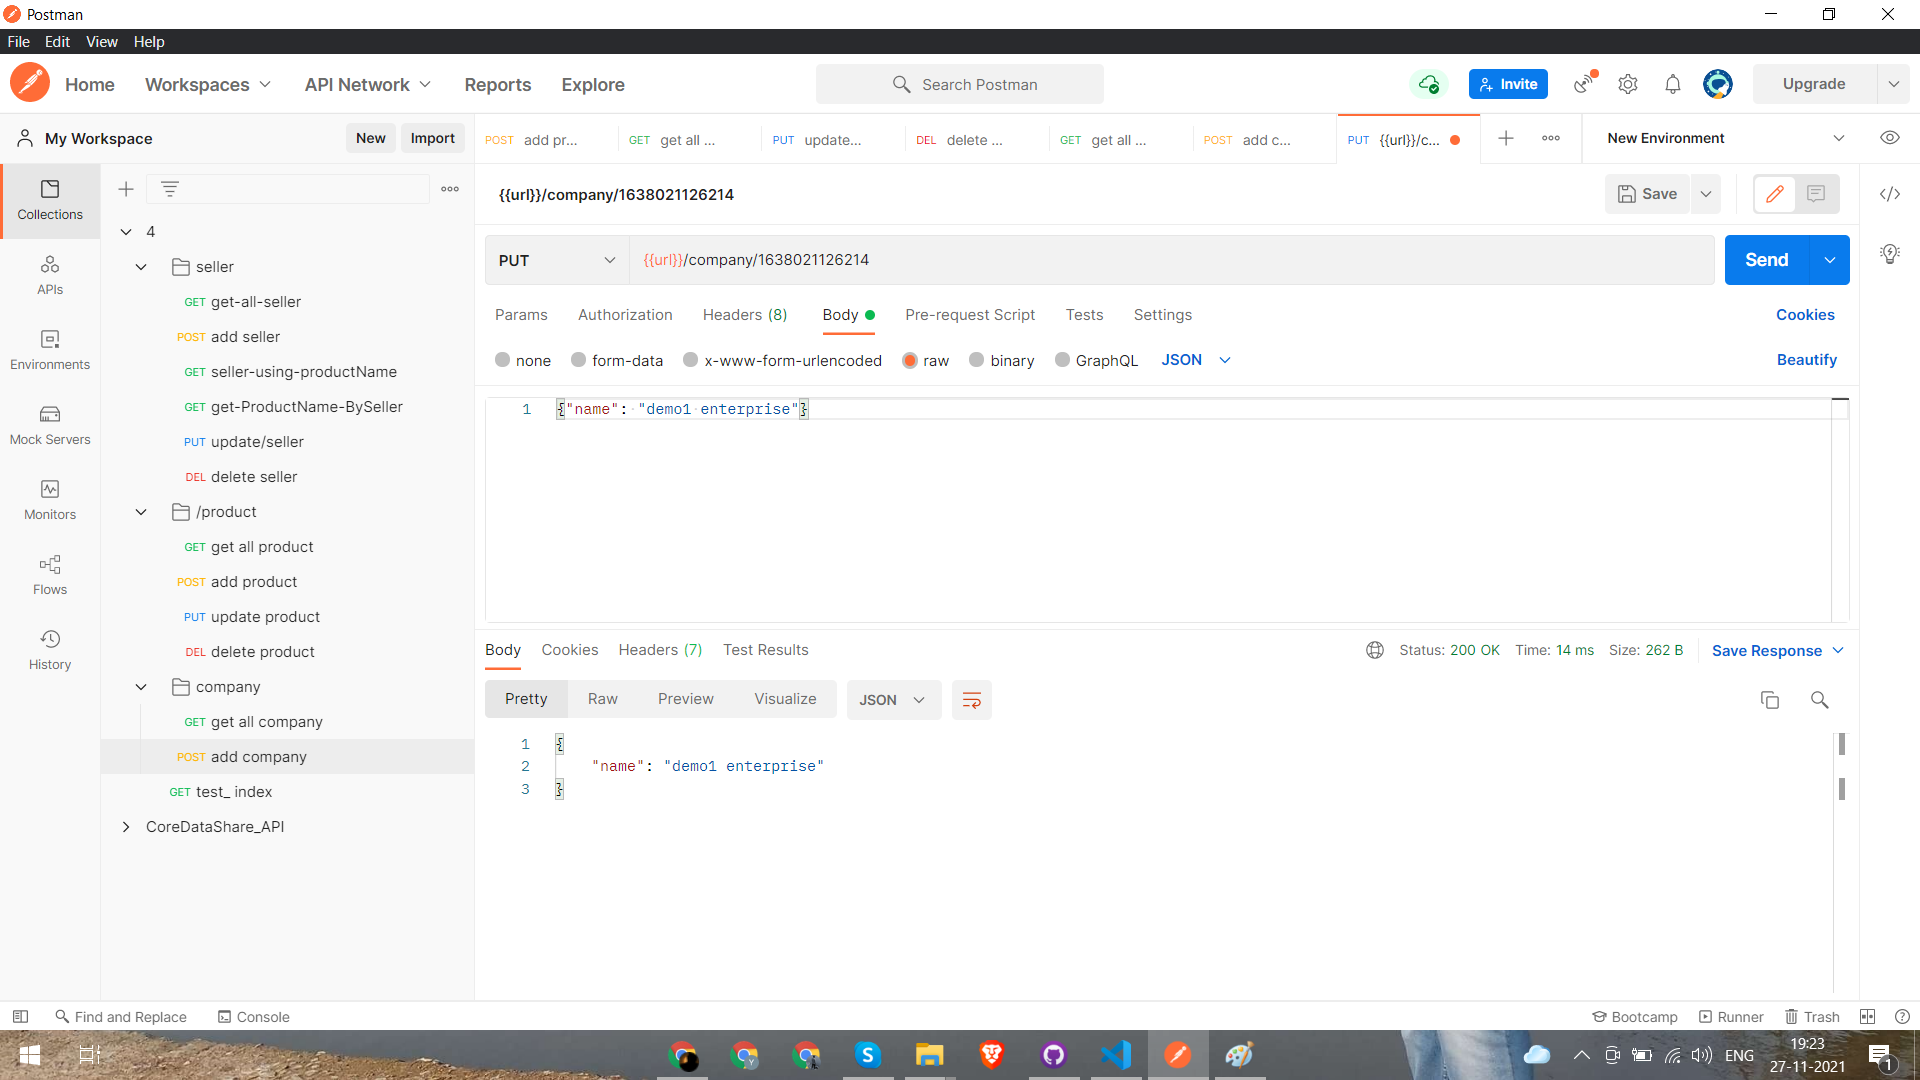 Postman
File Edit View Help
Home Workspaces API Network Reports Explore Search Postman Invite Upgrade
My Workspace New Import
POST add pr... GET get all ... PUT update... DEL delete ... GET get all ... POST add c... PUT {{url}}/c... New Environment
Collections
APIs
Environments
Mock Servers
Monitors
Flows
History
4
seller
GET get-all-seller
POST add seller
GET seller-using-productName
GET get-ProductName-BySeller
PUT update/seller
DEL delete seller
/product
GET get all product
POST add product
PUT update product
DEL delete product
company
GET get all company
POST add company
GET test_ index
CoreDataShare_API
{{url}}/company/1638021126214 Save
PUT {{url}}/company/1638021126214 Send
Params Authorization Headers (8) Body Pre-request Script Tests Settings Cookies
none form-data x-www-form-urlencoded raw binary GraphQL JSON Beautify
1 {"name": "demo1 enterprise"}
Body Cookies Headers (7) Test Results Status: 200 OK Time: 14 ms Size: 262 B Save Response
Pretty Raw Preview Visualize JSON
1 {
2 "name": "demo1 enterprise"
3 }
Find and Replace Console Bootcamp Runner Trash
ENG 19:23
27-11-2021 1